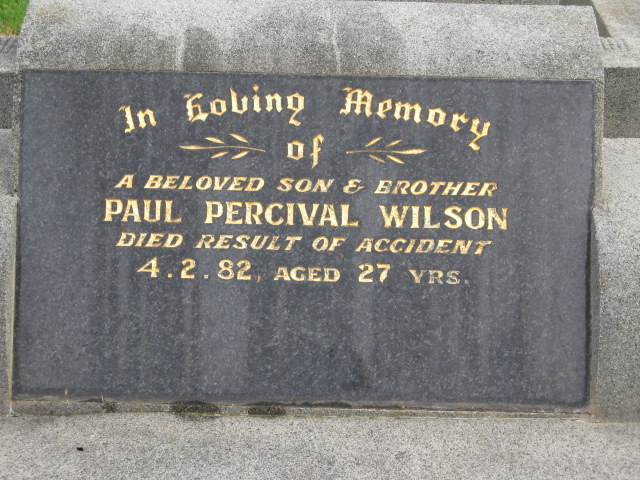 In Loving Memory
of
A BELOVED SON & BROTHER
PAUL PERCIVAL WILSON
DIED RESULT OF ACCIDENT
4.2.82, AGED 27 YRS.